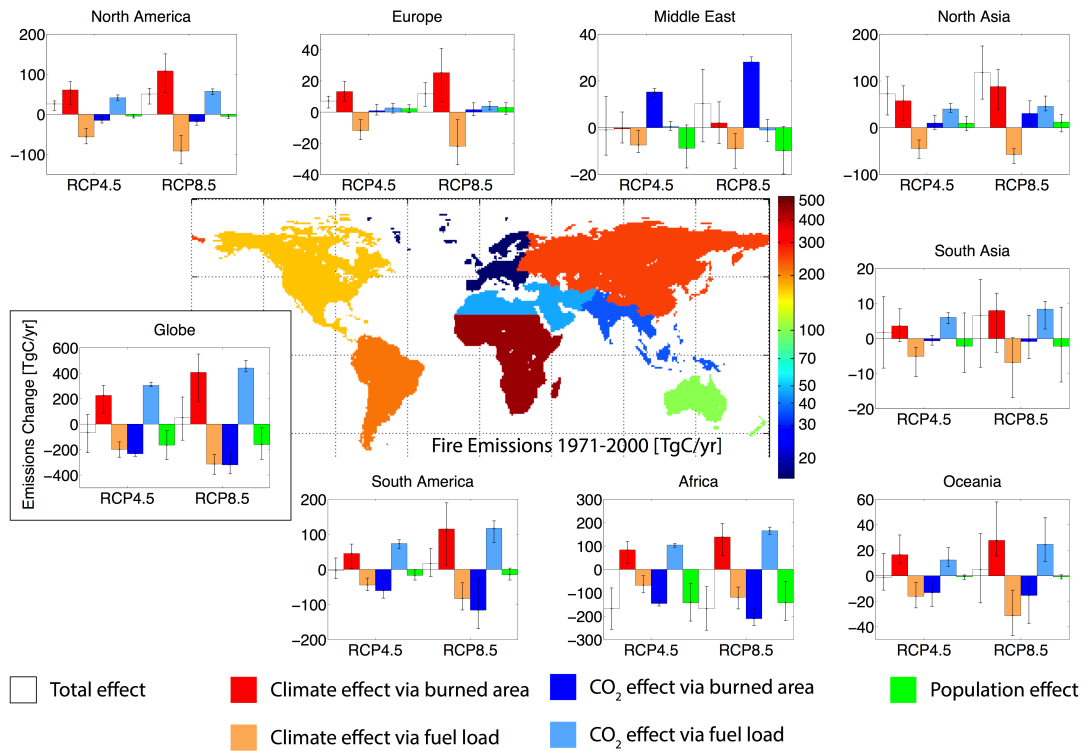 North America
200
100
0
−100
RCP4.5 RCP8.5
Europe
40
20
0
−20
−40
RCP4.5 RCP8.5
Middle East
40
20
0
−20
RCP4.5 RCP8.5
North Asia
200
100
0
−100
RCP4.5 RCP8.5
500
400
300
200
100
70
50
40
30
20
Fire Emissions 1971-2000 [TgC/yr]
South Asia
20
10
0
−10
−20
RCP4.5 RCP8.5
Globe
Emissions Change [TgC/yr]
600
400
200
0
−200
−400
RCP4.5 RCP8.5
South America
200
100
0
−100
−200
RCP4.5 RCP8.5
Africa
300
200
100
0
−100
−200
−300
RCP4.5 RCP8.5
Oceania
60
40
20
0
−20
−40
RCP4.5 RCP8.5
Total effect
Climate effect via burned area
CO2 effect via burned area
Population effect
Climate effect via fuel load
CO2 effect via fuel load